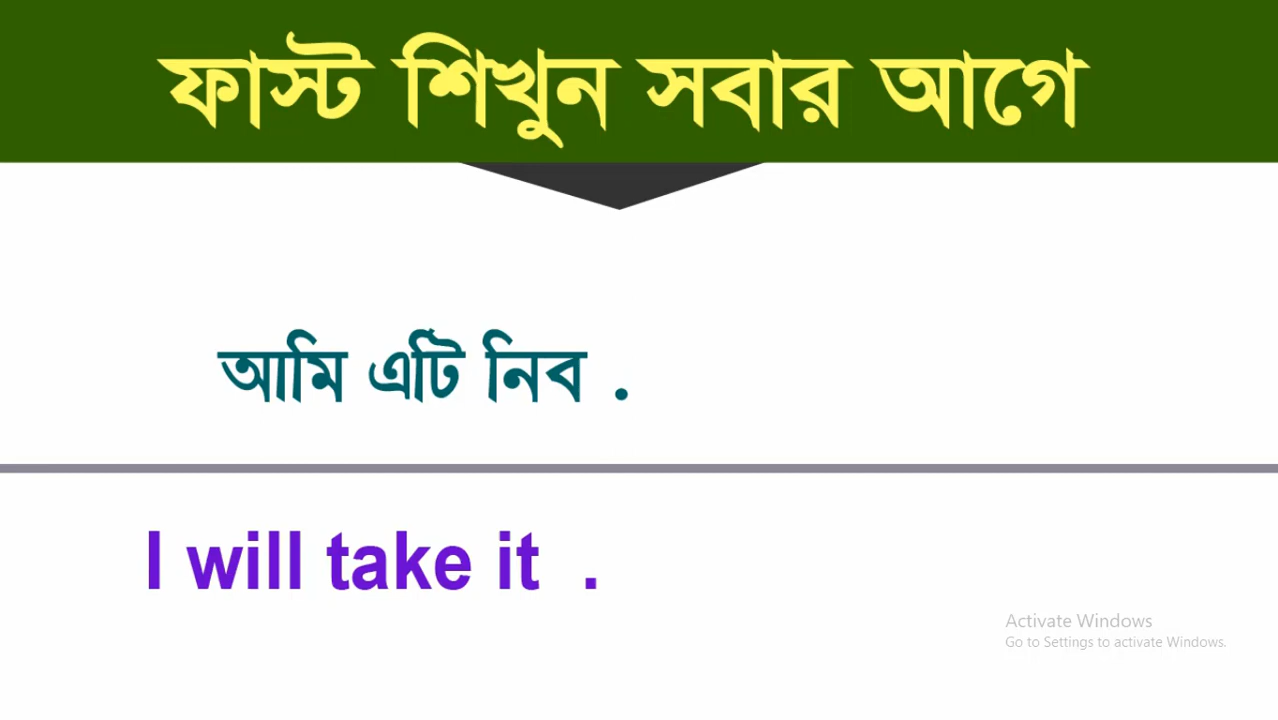 ফাস্ট শিখুন সবার আগে
আমি এটি নিব .
I will take it .
Activate Windows
Go to Settings to activate Windows.